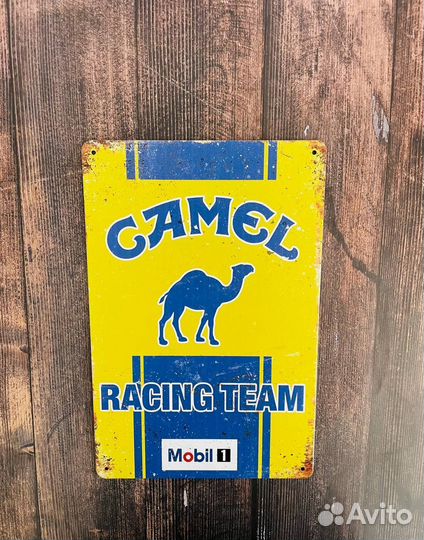 CAMEL
RACING TEAM
Mobil 1
Avito